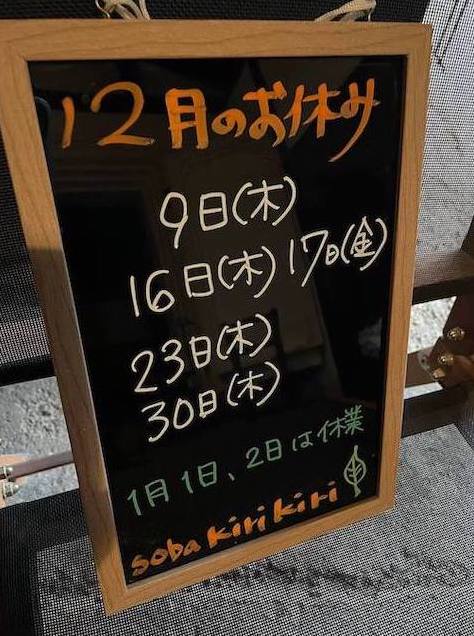 12月のお休み
9日(木)
16日(木) 17日(金)
23日(木)
30日(木)
1月1日、2日は休業
soba kiri kiri